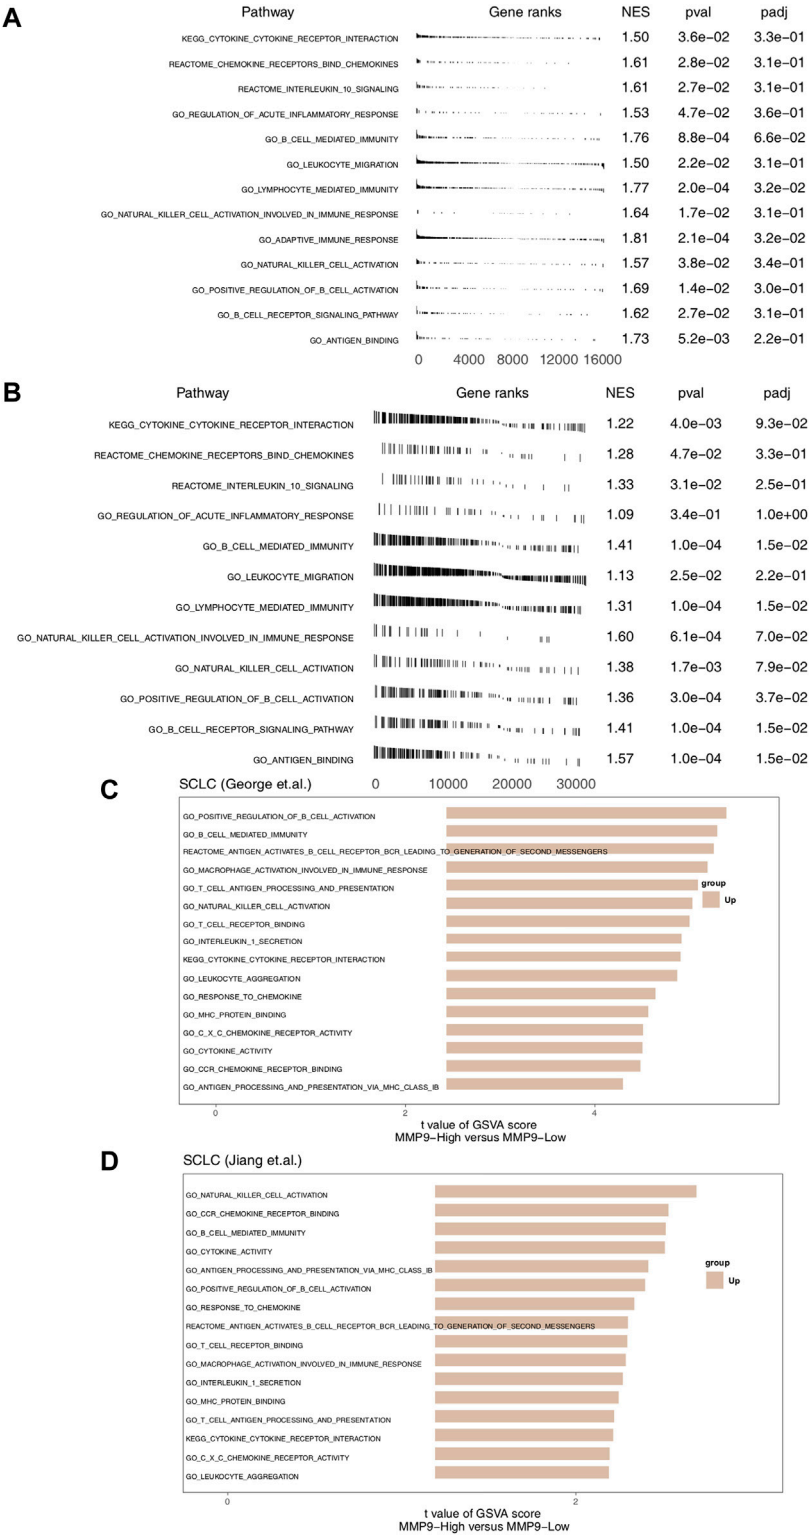 A
Pathway Gene ranks NES pval padj
KEGG_CYTOKINE_CYTOKINE_RECEPTOR_INTERACTION 1.50 3.6e−02 3.3e−01
REACTOME_CHEMOKINE_RECEPTORS_BIND_CHEMOKINES 1.61 2.8e−02 3.1e−01
REACTOME_INTERLEUKIN_10_SIGNALING 1.61 2.7e−02 3.1e−01
GO_REGULATION_OF_ACUTE_INFLAMMATORY_RESPONSE 1.53 4.7e−02 3.6e−01
GO_B_CELL_MEDIATED_IMMUNITY 1.76 8.8e−04 6.6e−02
GO_LEUKOCYTE_MIGRATION 1.50 2.2e−02 3.1e−01
GO_LYMPHOCYTE_MEDIATED_IMMUNITY 1.77 2.0e−04 3.2e−02
GO_NATURAL_KILLER_CELL_ACTIVATION_INVOLVED_IN_IMMUNE_RESPONSE 1.64 1.7e−02 3.1e−01
GO_ADAPTIVE_IMMUNE_RESPONSE 1.81 2.1e−04 3.2e−02
GO_NATURAL_KILLER_CELL_ACTIVATION 1.57 3.8e−02 3.4e−01
GO_POSITIVE_REGULATION_OF_B_CELL_ACTIVATION 1.69 1.4e−02 3.0e−01
GO_B_CELL_RECEPTOR_SIGNALING_PATHWAY 1.62 2.7e−02 3.1e−01
GO_ANTIGEN_BINDING 1.73 5.2e−03 2.2e−01
0 4000 8000 12000 16000
B
Pathway Gene ranks NES pval padj
KEGG_CYTOKINE_CYTOKINE_RECEPTOR_INTERACTION 1.22 4.0e−03 9.3e−02
REACTOME_CHEMOKINE_RECEPTORS_BIND_CHEMOKINES 1.28 4.7e−02 3.3e−01
REACTOME_INTERLEUKIN_10_SIGNALING 1.33 3.1e−02 2.5e−01
GO_REGULATION_OF_ACUTE_INFLAMMATORY_RESPONSE 1.09 3.4e−01 1.0e+00
GO_B_CELL_MEDIATED_IMMUNITY 1.41 1.0e−04 1.5e−02
GO_LEUKOCYTE_MIGRATION 1.13 2.5e−02 2.2e−01
GO_LYMPHOCYTE_MEDIATED_IMMUNITY 1.31 1.0e−04 1.5e−02
GO_NATURAL_KILLER_CELL_ACTIVATION_INVOLVED_IN_IMMUNE_RESPONSE 1.60 6.1e−04 7.0e−02
GO_NATURAL_KILLER_CELL_ACTIVATION 1.38 1.7e−03 7.9e−02
GO_POSITIVE_REGULATION_OF_B_CELL_ACTIVATION 1.36 3.0e−04 3.7e−02
GO_B_CELL_RECEPTOR_SIGNALING_PATHWAY 1.41 1.0e−04 1.5e−02
GO_ANTIGEN_BINDING 1.57 1.0e−04 1.5e−02
0 10000 20000 30000
C
SCLC (George et.al.)
GO_POSITIVE_REGULATION_OF_B_CELL_ACTIVATION
GO_B_CELL_MEDIATED_IMMUNITY
REACTOME_ANTIGEN_ACTIVATES_B_CELL_RECEPTOR_BCR_LEADING_TO_GENERATION_OF_SECOND_MESSENGERS
GO_MACROPHAGE_ACTIVATION_INVOLVED_IN_IMMUNE_RESPONSE
GO_T_CELL_ANTIGEN_PROCESSING_AND_PRESENTATION
GO_NATURAL_KILLER_CELL_ACTIVATION
GO_T_CELL_RECEPTOR_BINDING
GO_INTERLEUKIN_1_SECRETION
KEGG_CYTOKINE_CYTOKINE_RECEPTOR_INTERACTION
GO_LEUKOCYTE_AGGREGATION
GO_RESPONSE_TO_CHEMOKINE
GO_MHC_PROTEIN_BINDING
GO_C_X_C_CHEMOKINE_RECEPTOR_ACTIVITY
GO_CYTOKINE_ACTIVITY
GO_CCR_CHEMOKINE_RECEPTOR_BINDING
GO_ANTIGEN_PROCESSING_AND_PRESENTATION_VIA_MHC_CLASS_IB
group
Up
0 2 4
t value of GSVA score
MMP9−High versus MMP9−Low
D
SCLC (Jiang et.al.)
GO_NATURAL_KILLER_CELL_ACTIVATION
GO_CCR_CHEMOKINE_RECEPTOR_BINDING
GO_B_CELL_MEDIATED_IMMUNITY
GO_CYTOKINE_ACTIVITY
GO_ANTIGEN_PROCESSING_AND_PRESENTATION_VIA_MHC_CLASS_IB
GO_POSITIVE_REGULATION_OF_B_CELL_ACTIVATION
GO_RESPONSE_TO_CHEMOKINE
REACTOME_ANTIGEN_ACTIVATES_B_CELL_RECEPTOR_BCR_LEADING_TO_GENERATION_OF_SECOND_MESSENGERS
GO_T_CELL_RECEPTOR_BINDING
GO_MACROPHAGE_ACTIVATION_INVOLVED_IN_IMMUNE_RESPONSE
GO_INTERLEUKIN_1_SECRETION
GO_MHC_PROTEIN_BINDING
GO_T_CELL_ANTIGEN_PROCESSING_AND_PRESENTATION
KEGG_CYTOKINE_CYTOKINE_RECEPTOR_INTERACTION
GO_C_X_C_CHEMOKINE_RECEPTOR_ACTIVITY
GO_LEUKOCYTE_AGGREGATION
group
Up
0 2
t value of GSVA score
MMP9−High versus MMP9−Low